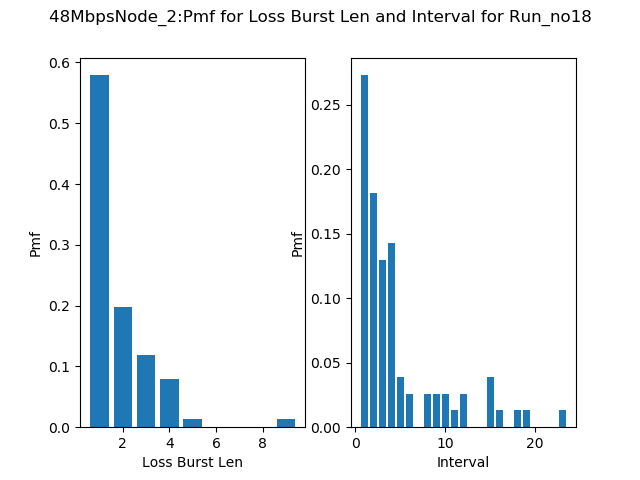 48MbpsNode_2:Pmf for Loss Burst Len and Interval for Run_no18
0.6
0.5
0.4
0.3
0.2
0.1
0.0
Pmf
2 4 6 8
Loss Burst Len
0.25
0.20
0.15
0.10
0.05
0.00
Pmf
0 10 20
Interval